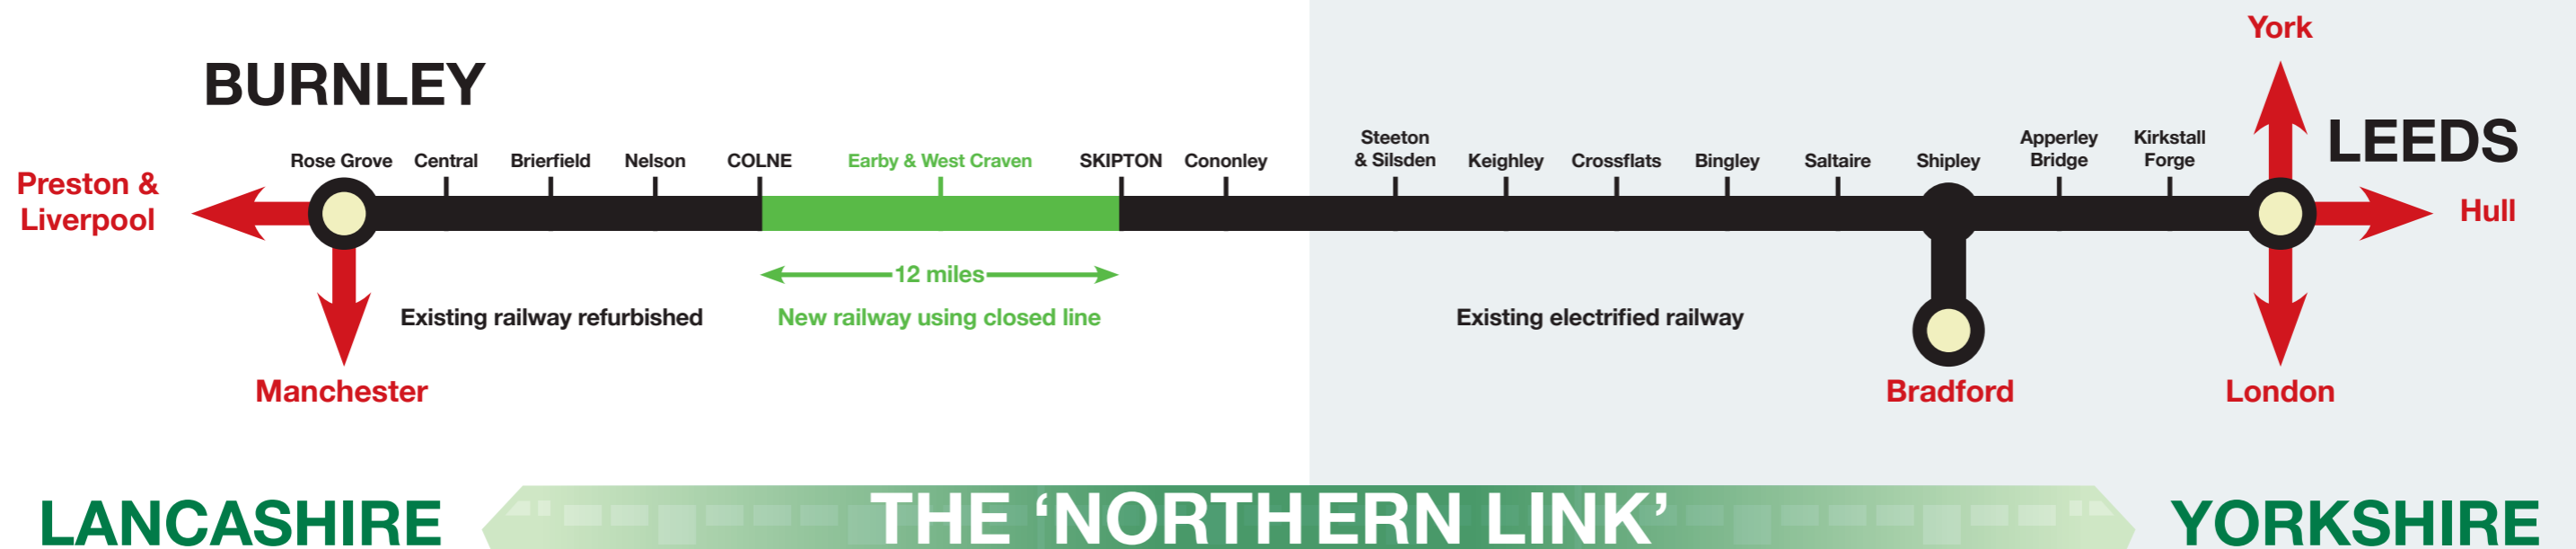 York
BURNLEY
LEEDS
Steeton
& Silsden
Apperley
Bridge
Kirkstall
Forge
Rose Grove
Central
Brierfield
Nelson
COLNE
Earby & West Craven
SKIPTON
Cononley
Keighley
Crossflats
Bingley
Saltaire
Shipley
Preston &
Liverpool
Hull
12 miles
Existing railway refurbished
New railway using closed line
Existing electrified railway
Manchester
Bradford
London
LANCASHIRE
THE ‘NORTHERN LINK’
YORKSHIRE